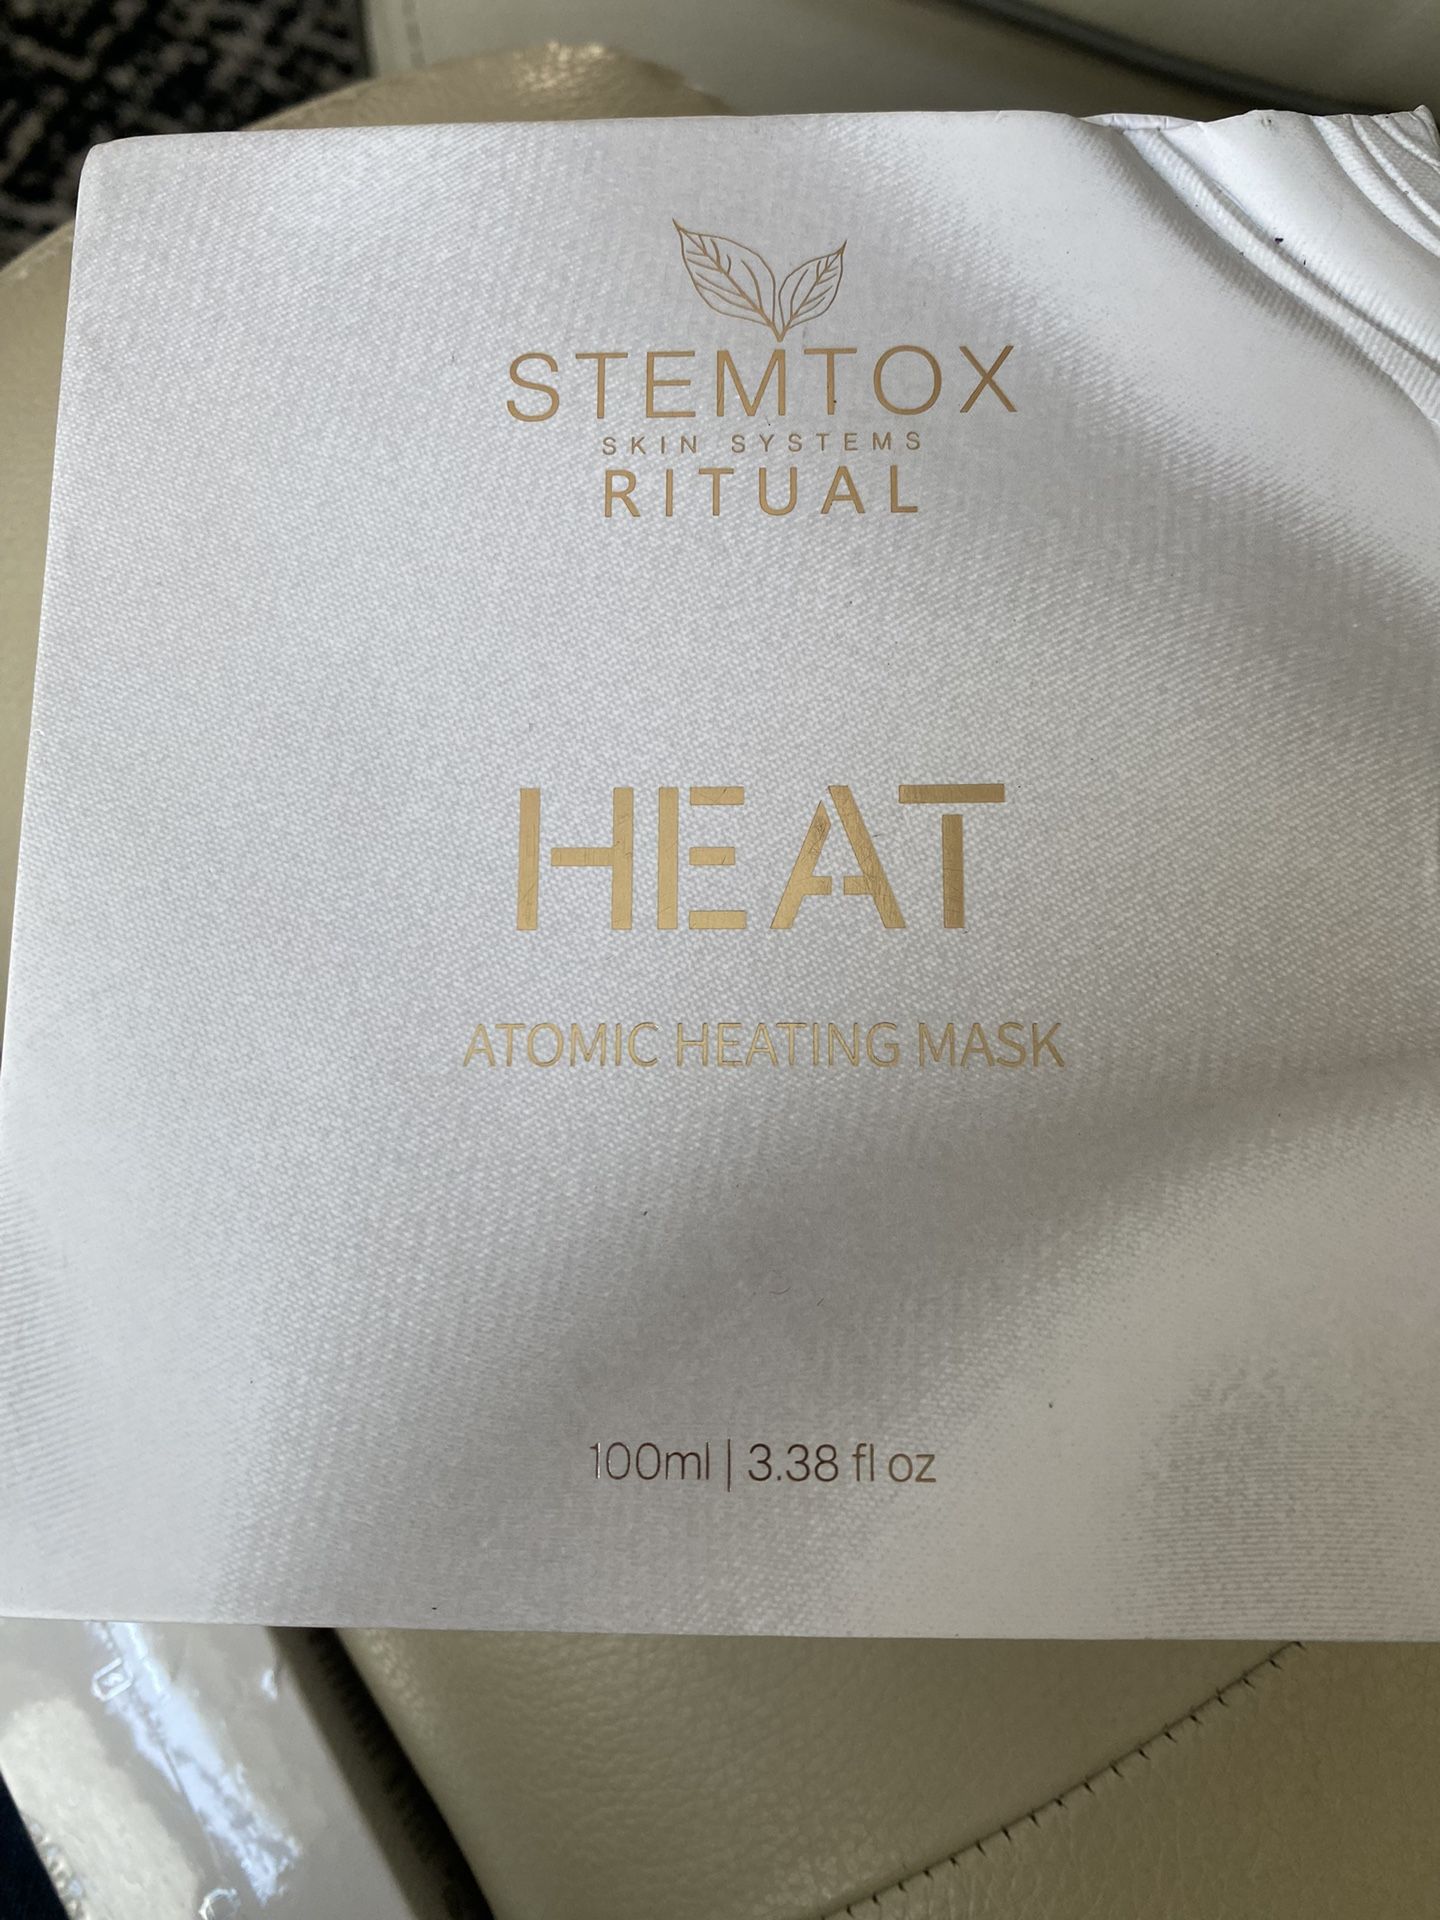 STEMTOX
SKIN SYSTEMS
RITUAL
HEAT
ATOMIC HEATING MASK
100ml | 3.38 fl oz